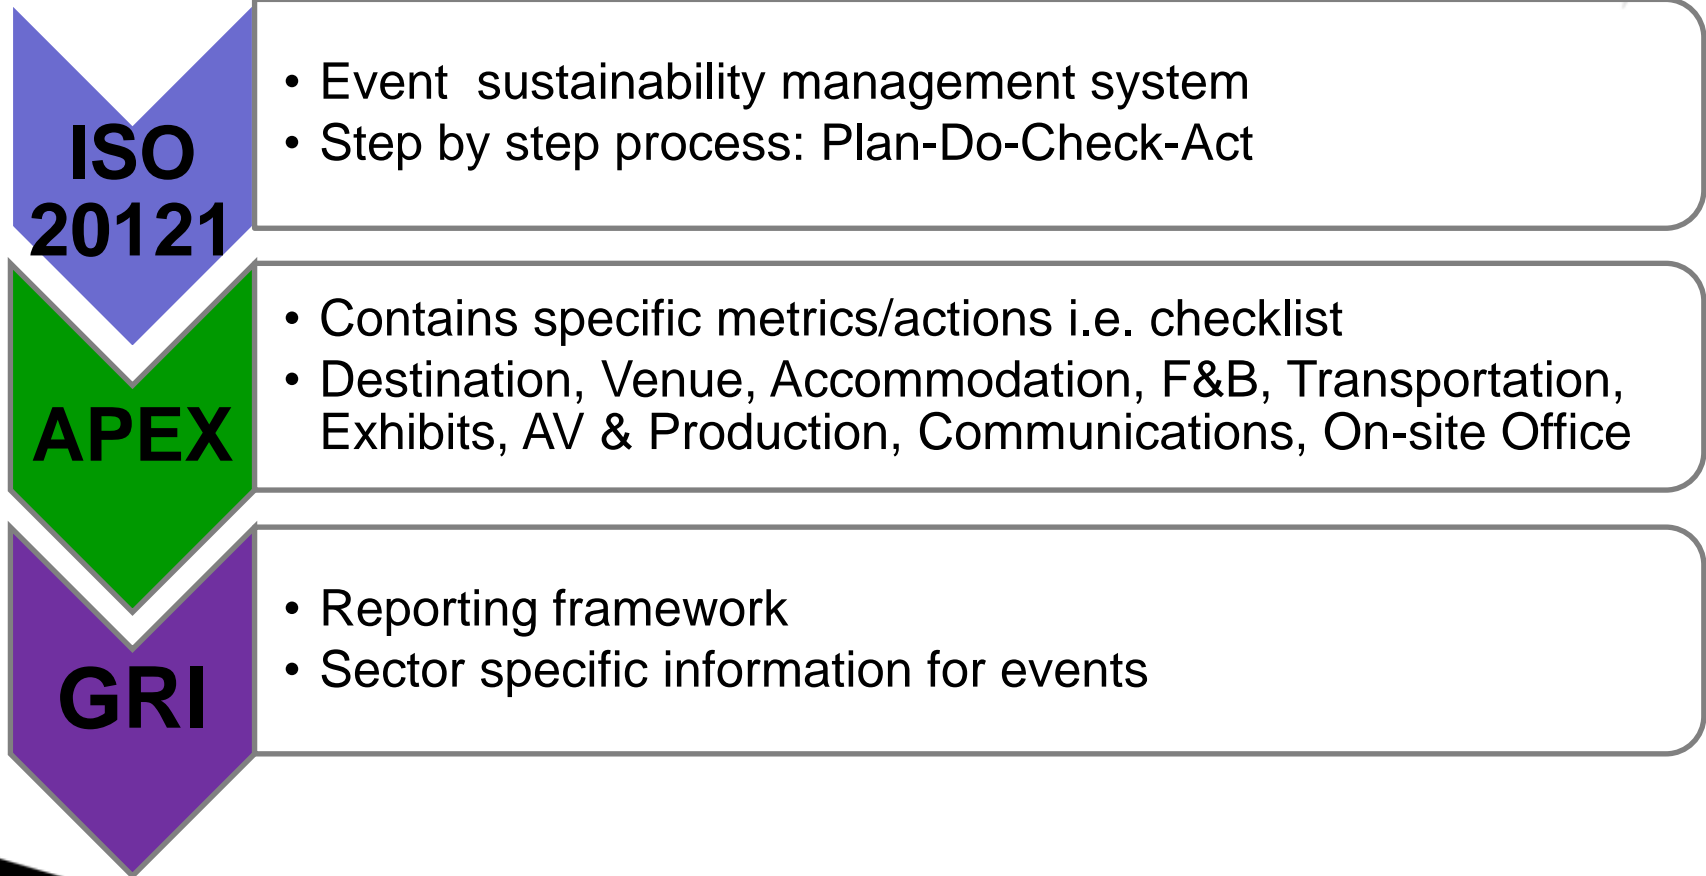 ISO
20121
• Event  sustainability management system
• Step by step process: Plan-Do-Check-Act
APEX
• Contains specific metrics/actions i.e. checklist
• Destination, Venue, Accommodation, F&B, Transportation,
Exhibits, AV & Production, Communications, On-site Office
GRI
• Reporting framework
• Sector specific information for events